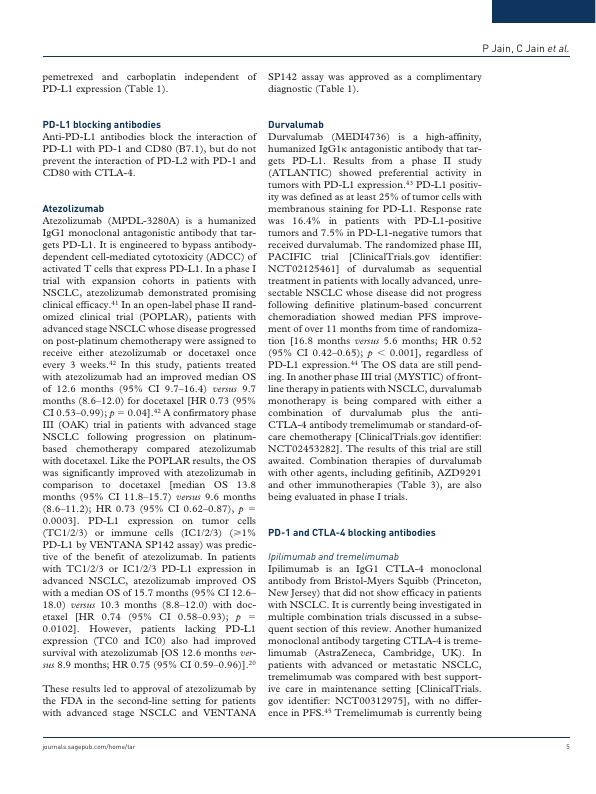 P Jain, C Jain et al.
pemetrexed and carboplatin independent of
PD-L1 expression (Table 1).
PD-L1 blocking antibodies
Anti-PD-L1 antibodies block the interaction of
PD-L1 with PD-1 and CD80 (B7.1), but do not
prevent the interaction of PD-L2 with PD-1 and
CD80 with CTLA-4.
Atezolizumab
Atezolizumab (MPDL-3280A) is a humanized
IgG1 monoclonal antagonistic antibody that tar-
gets PD-L1. It is engineered to bypass antibody-
dependent cell-mediated cytotoxicity (ADCC) of
activated T cells that express PD-L1. In a phase I
trial with expansion cohorts in patients with
NSCLC, atezolizumab demonstrated promising
clinical efficacy.41 In an open-label phase II rand-
omized clinical trial (POPLAR), patients with
advanced stage NSCLC whose disease progressed
on post-platinum chemotherapy were assigned to
receive either atezolizumab or docetaxel once
every 3 weeks.42 In this study, patients treated
with atezolizumab had an improved median OS
of 12.6 months (95% CI 9.7–16.4) versus 9.7
months (8.6–12.0) for docetaxel [HR 0.73 (95%
CI 0.53–0.99); p = 0.04].42 A confirmatory phase
III (OAK) trial in patients with advanced stage
NSCLC following progression on platinum-
based chemotherapy compared atezolizumab
with docetaxel. Like the POPLAR results, the OS
was significantly improved with atezolizumab in
comparison to docetaxel [median OS 13.8
months (95% CI 11.8–15.7) versus 9.6 months
(8.6–11.2); HR 0.73 (95% CI 0.62–0.87), p =
0.0003]. PD-L1 expression on tumor cells
(TC1/2/3) or immune cells (IC1/2/3) (⩾1%
PD-L1 by VENTANA SP142 assay) was predic-
tive of the benefit of atezolizumab. In patients
with TC1/2/3 or IC1/2/3 PD-L1 expression in
advanced NSCLC, atezolizumab improved OS
with a median OS of 15.7 months (95% CI 12.6–
18.0) versus 10.3 months (8.8–12.0) with doc-
etaxel [HR 0.74 (95% CI 0.58–0.93); p =
0.0102]. However, patients lacking PD-L1
expression (TC0 and IC0) also had improved
survival with atezolizumab [OS 12.6 months ver-
sus 8.9 months; HR 0.75 (95% CI 0.59–0.96)].20
These results led to approval of atezolizumab by
the FDA in the second-line setting for patients
with advanced stage NSCLC and VENTANA
SP142 assay was approved as a complimentary
diagnostic (Table 1).
Durvalumab
Durvalumab (MEDI4736) is a high-affinity,
humanized IgG1κ antagonistic antibody that tar-
gets PD-L1. Results from a phase II study
(ATLANTIC) showed preferential activity in
tumors with PD-L1 expression.43 PD-L1 positiv-
ity was defined as at least 25% of tumor cells with
membranous staining for PD-L1. Response rate
was 16.4% in patients with PD-L1-positive
tumors and 7.5% in PD-L1-negative tumors that
received durvalumab. The randomized phase III,
PACIFIC trial [ClinicalTrials.gov identifier:
NCT02125461] of durvalumab as sequential
treatment in patients with locally advanced, unre-
sectable NSCLC whose disease did not progress
following definitive platinum-based concurrent
chemoradiation showed median PFS improve-
ment of over 11 months from time of randomiza-
tion [16.8 months versus 5.6 months; HR 0.52
(95% CI 0.42–0.65); p < 0.001], regardless of
PD-L1 expression.44 The OS data are still pend-
ing. In another phase III trial (MYSTIC) of front-
line therapy in patients with NSCLC, durvalumab
monotherapy is being compared with either a
combination of durvalumab plus the anti-
CTLA-4 antibody tremelimumab or standard-of-
care chemotherapy [ClinicalTrials.gov identifier:
NCT02453282]. The results of this trial are still
awaited. Combination therapies of durvalumab
with other agents, including gefitinib, AZD9291
and other immunotherapies (Table 3), are also
being evaluated in phase I trials.
PD-1 and CTLA-4 blocking antibodies
Ipilimumab and tremelimumab
Ipilimumab is an IgG1 CTLA-4 monoclonal
antibody from Bristol-Myers Squibb (Princeton,
New Jersey) that did not show efficacy in patients
with NSCLC. It is currently being investigated in
multiple combination trials discussed in a subse-
quent section of this review. Another humanized
monoclonal antibody targeting CTLA-4 is treme-
limumab (AstraZeneca, Cambridge, UK). In
patients with advanced or metastatic NSCLC,
tremelimumab was compared with best support-
ive care in maintenance setting [ClinicalTrials.
gov identifier: NCT00312975], with no differ-
ence in PFS.45 Tremelimumab is currently being
journals.sagepub.com/home/tar
5